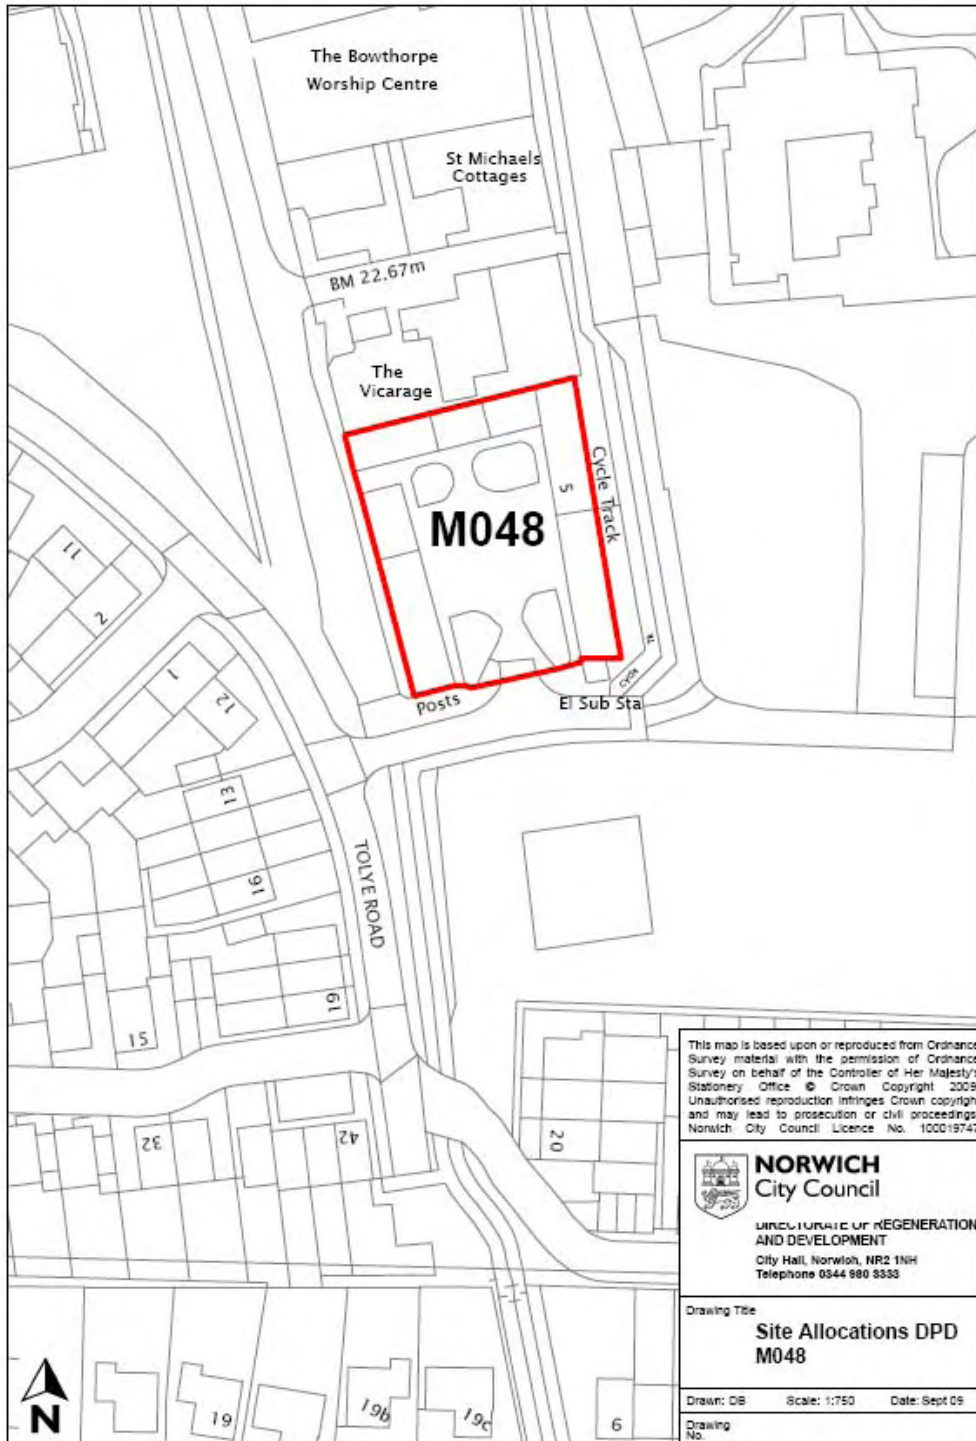 The Bowthorpe
Worship Centre
St Michaels
Cottages
BM 22.67m
The
Vicarage
M048
5
Cycle Track
Cycle
Posts
El Sub Sta
11
2
1
12
13
16
TOLYE ROAD
19
51
32
42
20
19
19b
19c
6
N
This map is based upon or reproduced from Ordnance
Survey material with the permission of Ordnance
Survey on behalf of the Controller of Her Majesty's
Stationery Office © Crown Copyright 2009
Unauthorised reproduction infringes Crown copyright
and may lead to prosecution or civil proceedings
Norwich City Council Licence No. 100019747
NORWICH
City Council
DIRECTORATE OF REGENERATION
AND DEVELOPMENT
City Hall, Norwich, NR2 1NH
Telephone 0344 980 3333
Drawing Title
Site Allocations DPD
M048
Drawn: DB Scale: 1:750 Date: Sept 09
Drawing
No.